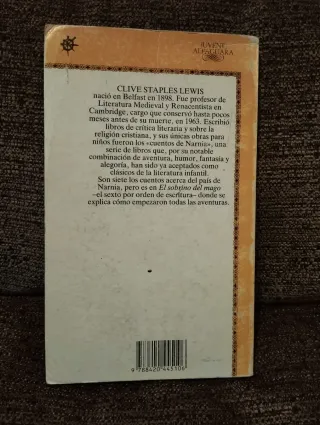 JUVENIL
ALFAGUARA
CLIVE STAPLES LEWIS
nació en Belfast en 1898. Fue profesor de
Literatura Medieval y Renacentista en
Cambridge, cargo que conservó hasta pocos
meses antes de su muerte, en 1963. Escribió
libros de crítica literaria y sobre la
religión cristiana, y sus únicas obras para
niños fueron los «cuentos de Narnia», una
serie de libros que, por su notable
combinación de aventura, humor, fantasía y
alegoría, han sido ya aceptados como
clásicos de la literatura infantil.
Son siete los cuentos acerca del país de
Narnia, pero es en El sobrino del mago
–el sexto por orden de escritura– donde se
explica cómo empezaron todas las aventuras.
9 788420 443106